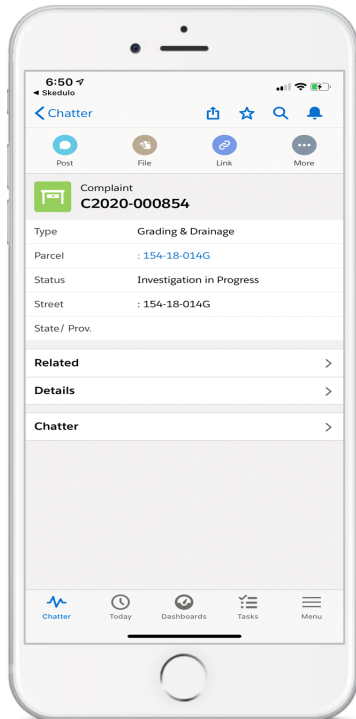 6:50
Skedulo
Chatter
Post File Link More
Complaint
C2020-000854
Type Grading & Drainage
Parcel : 154-18-014G
Status Investigation in Progress
Street : 154-18-014G
State/ Prov.
Related
Details
Chatter
Chatter Today Dashboards Tasks Menu